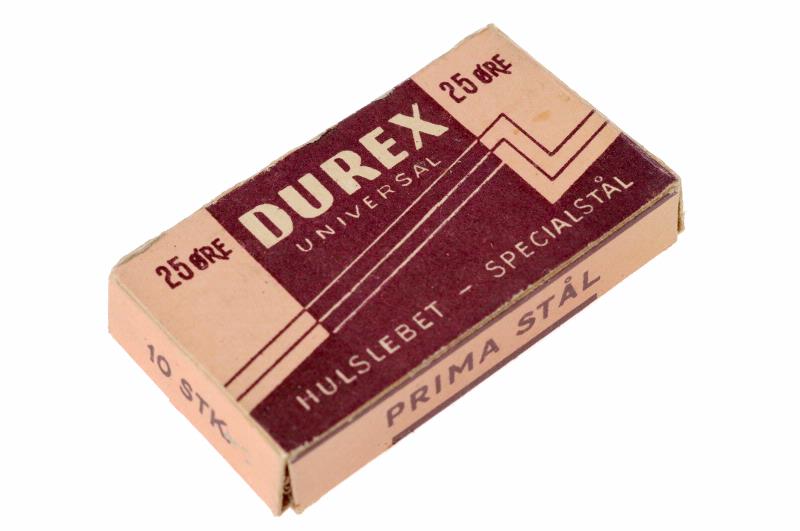 25 ØRE
DUREX
UNIVERSAL
25 ØRE
HULSLEBET - SPECIALSTÅL
PRIMA STÅL
10 STK.